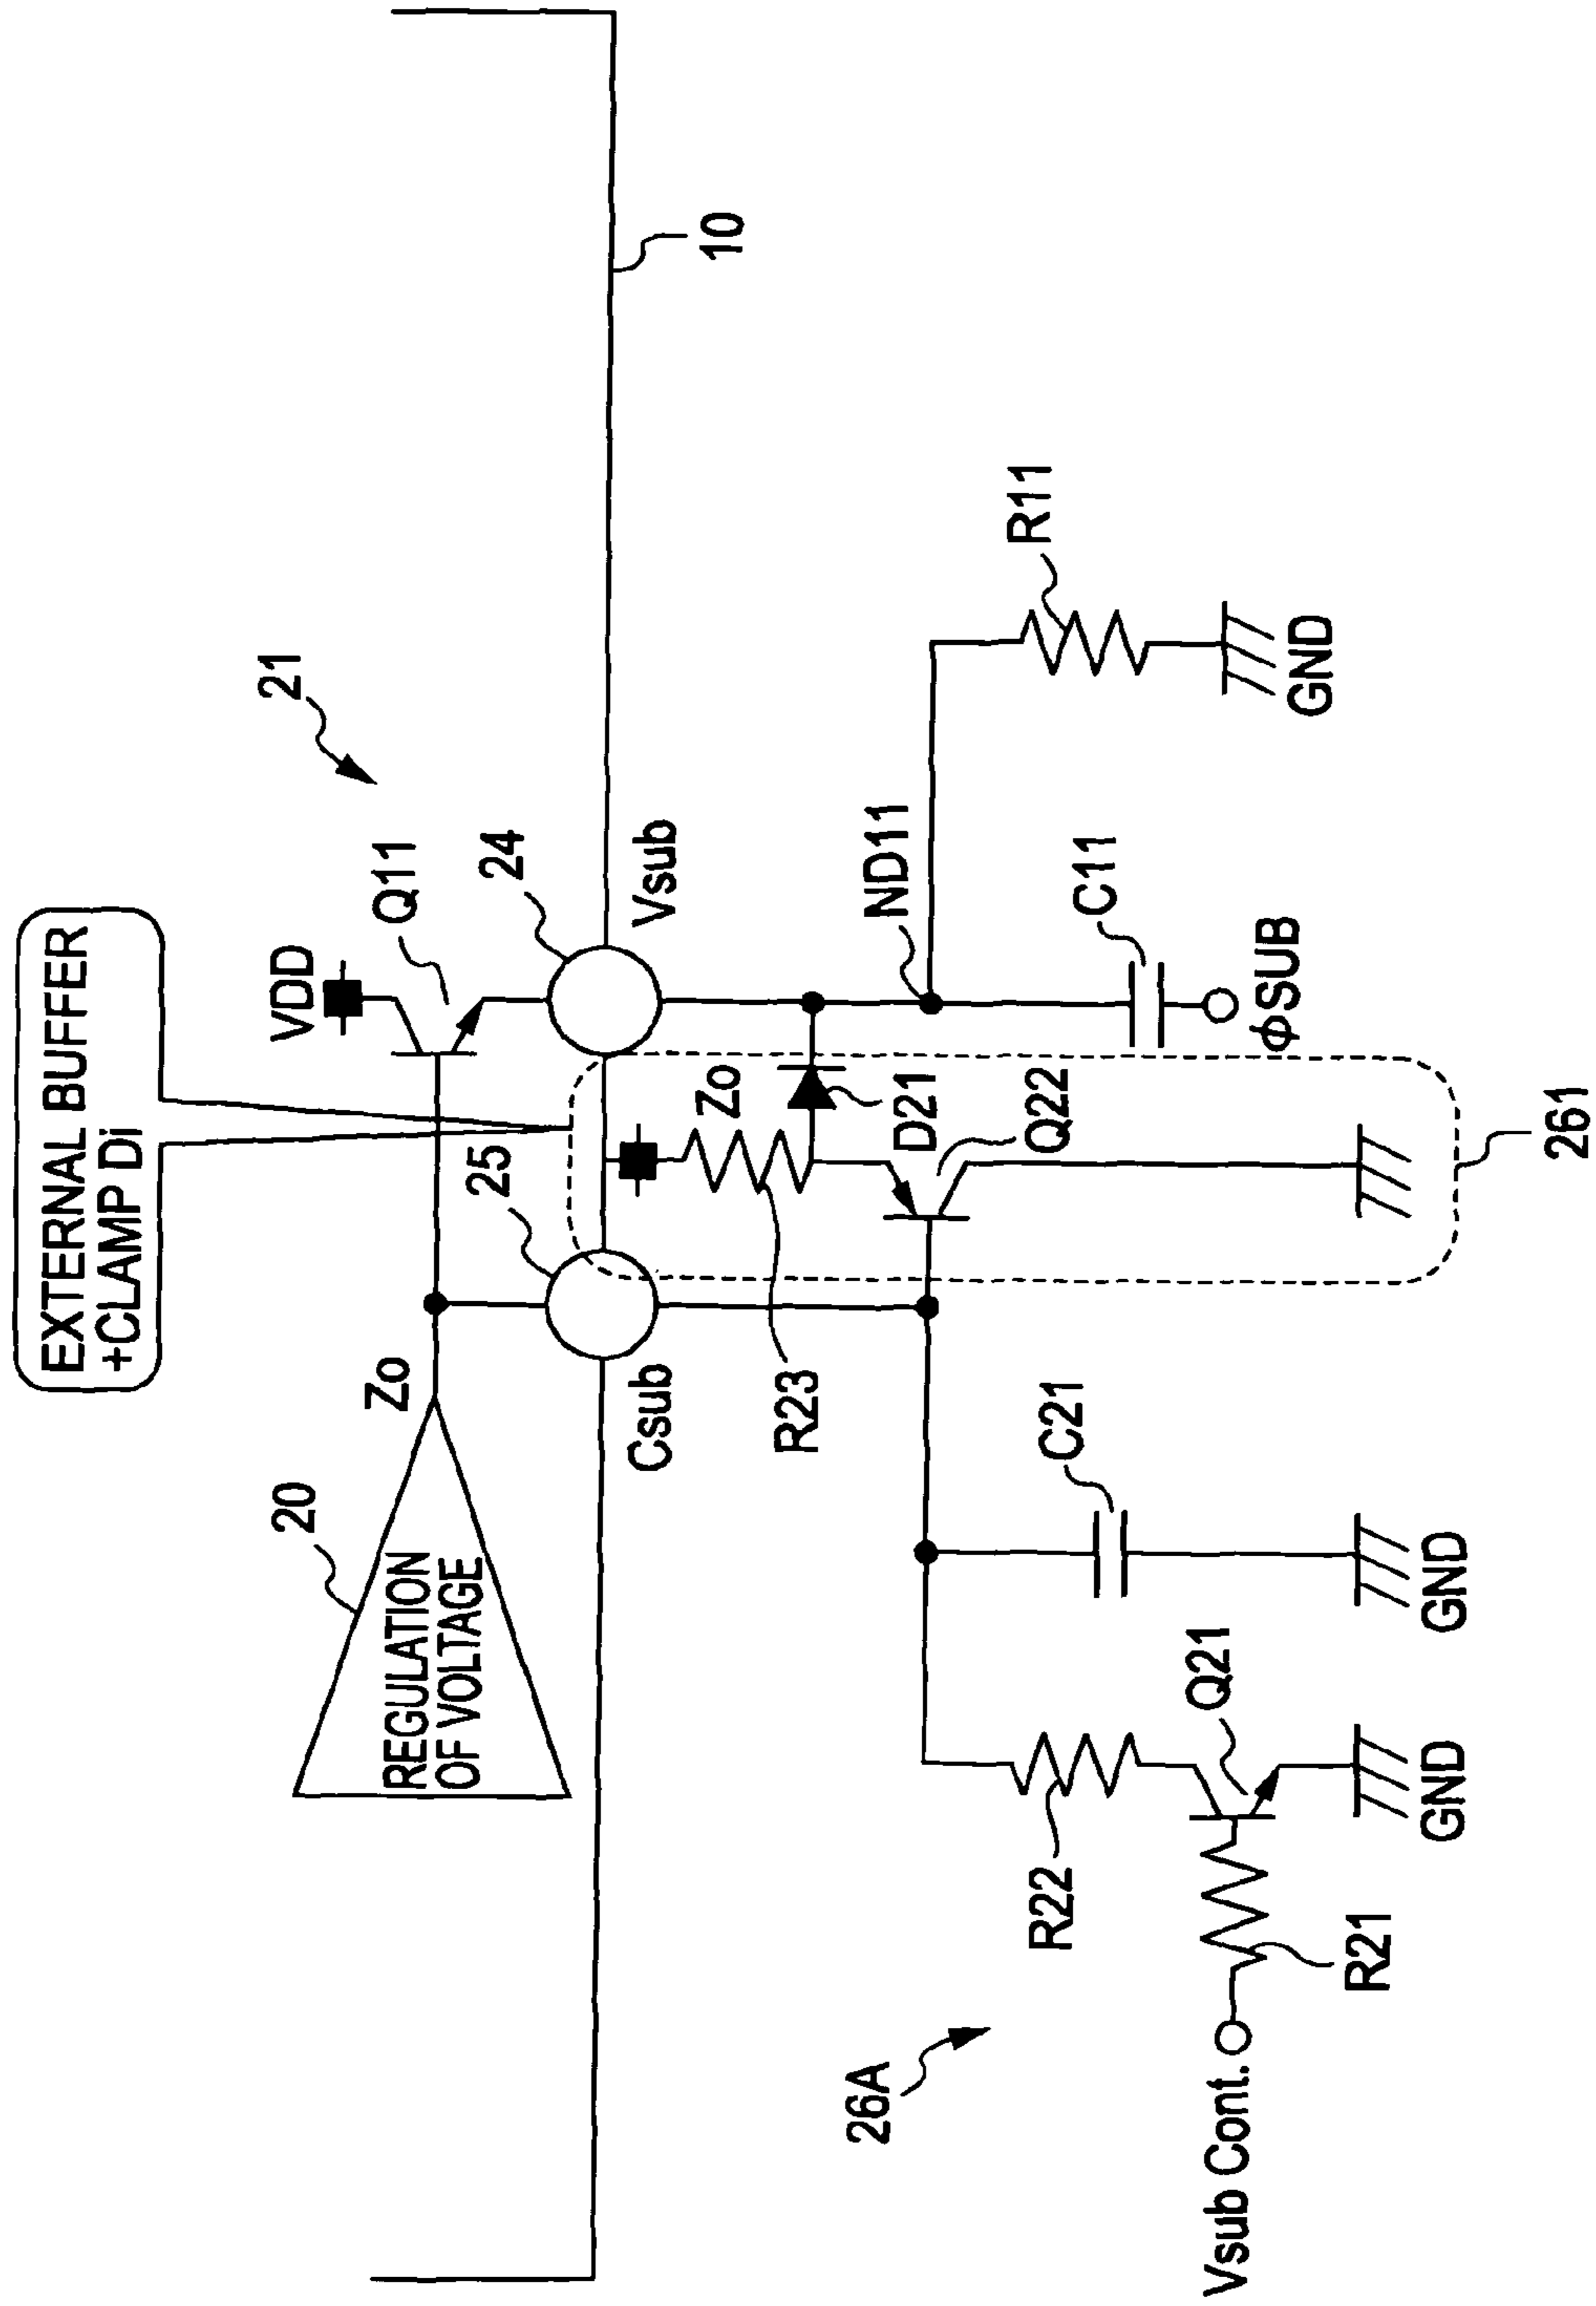 EXTERNAL BUFFER
+CLAMP Di
21
VDD
Q11
24
Vsub
10
20
Zo
25
Csub
REGULATION
OF VOLTAGE
Zo
R23
D21
Q22
ND11
R11
GND
C11
ΦSUB
261
C21
GND
26A
R22
Q21
GND
R21
Vsub Cont.